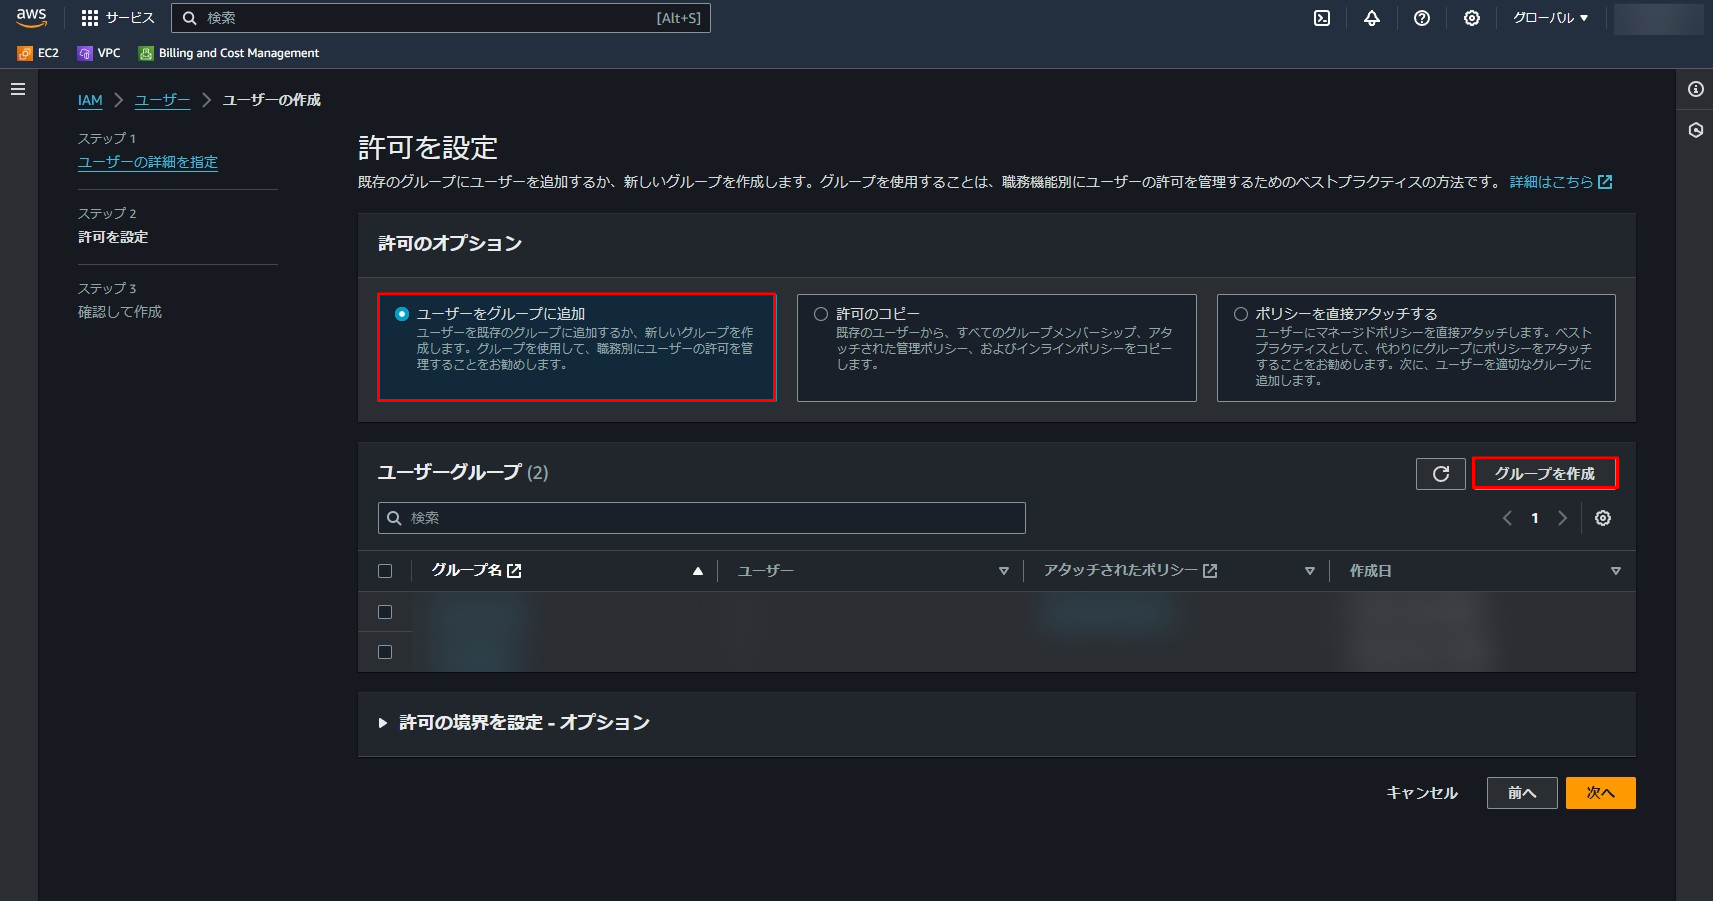 aws
サービス
検索
[Alt+S]
グローバル ▼
EC2
VPC
Billing and Cost Management
IAM > ユーザー > ユーザーの作成
ステップ 1
ユーザーの詳細を指定
ステップ 2
許可を設定
ステップ 3
確認して作成
許可を設定
既存のグループにユーザーを追加するか、新しいグループを作成します。グループを使用することは、職務機能別にユーザーの許可を管理するためのベストプラクティスの方法です。 詳細はこちら
許可のオプション
ユーザーをグループに追加
ユーザーを既存のグループに追加するか、新しいグループを作
成します。グループを使用して、職務別にユーザーの許可を管
理することをお勧めします。
許可のコピー
既存のユーザーから、すべてのグループメンバーシップ、アタ
ッチされた管理ポリシー、およびインラインポリシーをコピー
します。
ポリシーを直接アタッチする
ユーザーにマネージドポリシーを直接アタッチします。ベスト
プラクティスとして、代わりにグループにポリシーをアタッチ
することをお勧めします。次に、ユーザーを適切なグループに
追加します。
ユーザーグループ (2)
グループを作成
検索
1
グループ名
ユーザー
アタッチされたポリシー
作成日
許可の境界を設定 - オプション
キャンセル
前へ
次へ